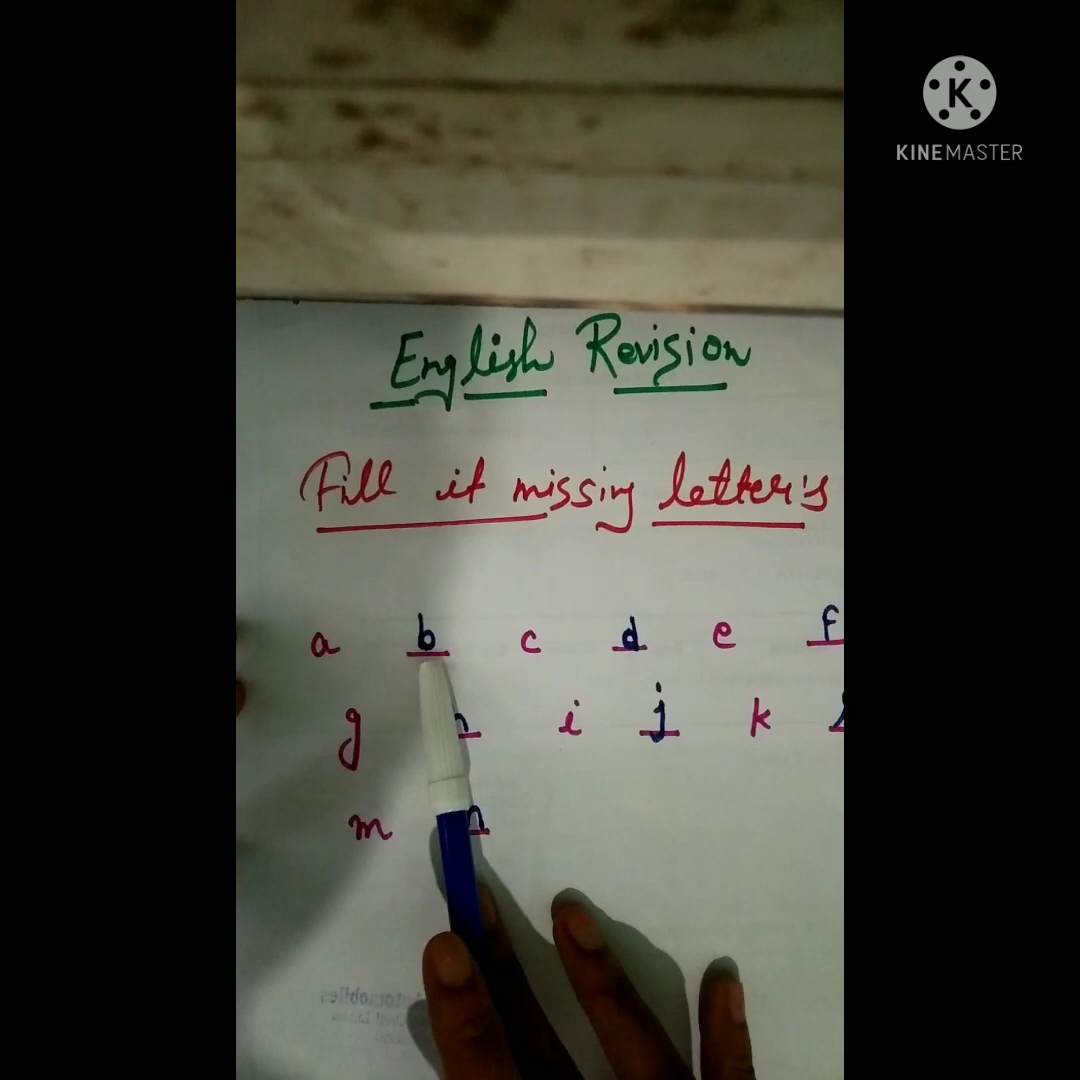 KINEMASTER
English Revision
Fill it missing letter's
a b c d e f
g h i j k
m n